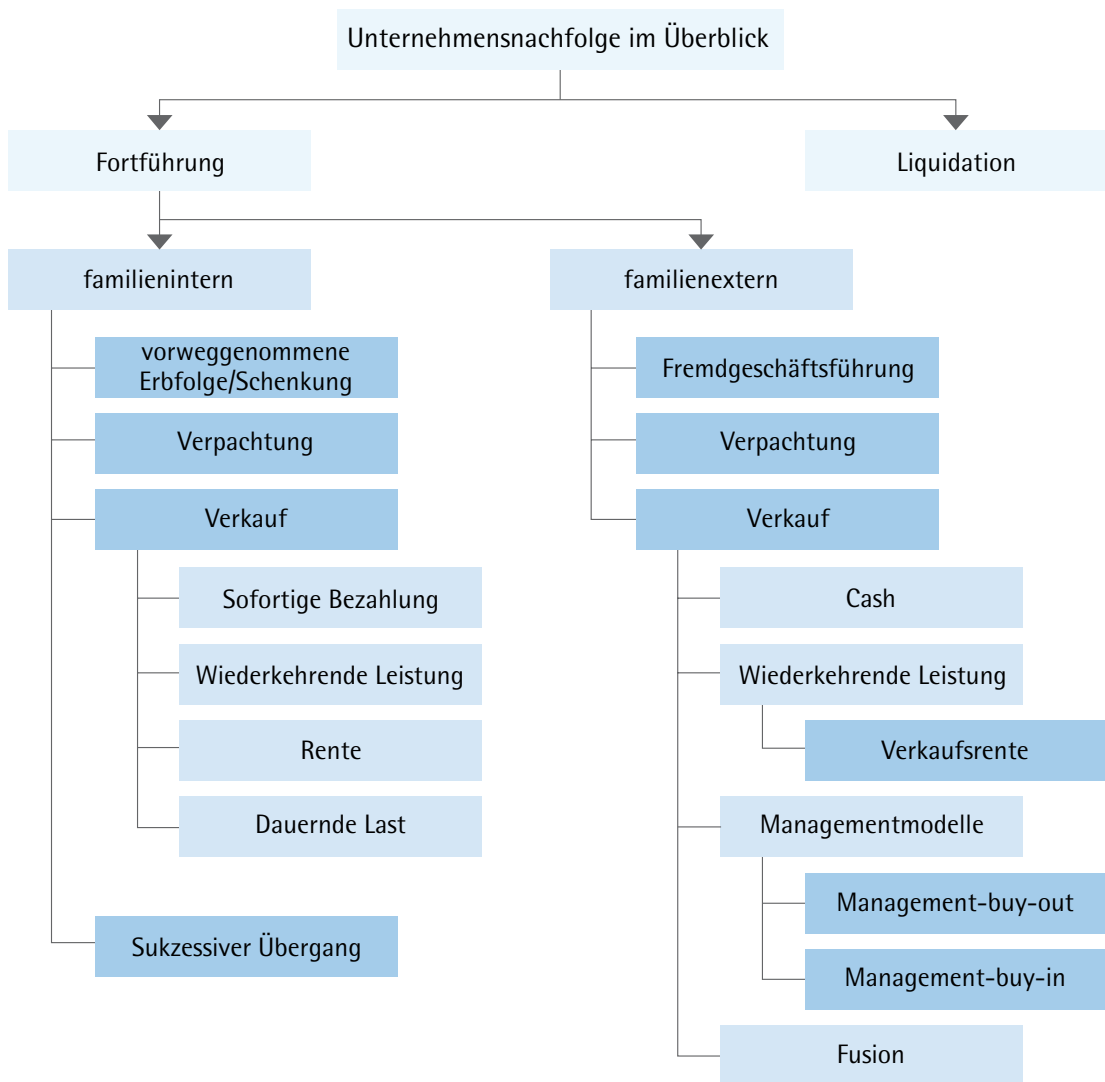 Unternehmensnachfolge im Überblick
Fortführung
Liquidation
familienintern
familienextern
vorweggenommene
Erbfolge/Schenkung
Verpachtung
Verkauf
Sofortige Bezahlung
Wiederkehrende Leistung
Rente
Dauernde Last
Sukzessiver Übergang
Fremdgeschäftsführung
Verpachtung
Verkauf
Cash
Wiederkehrende Leistung
Verkaufsrente
Managementmodelle
Management-buy-out
Management-buy-in
Fusion